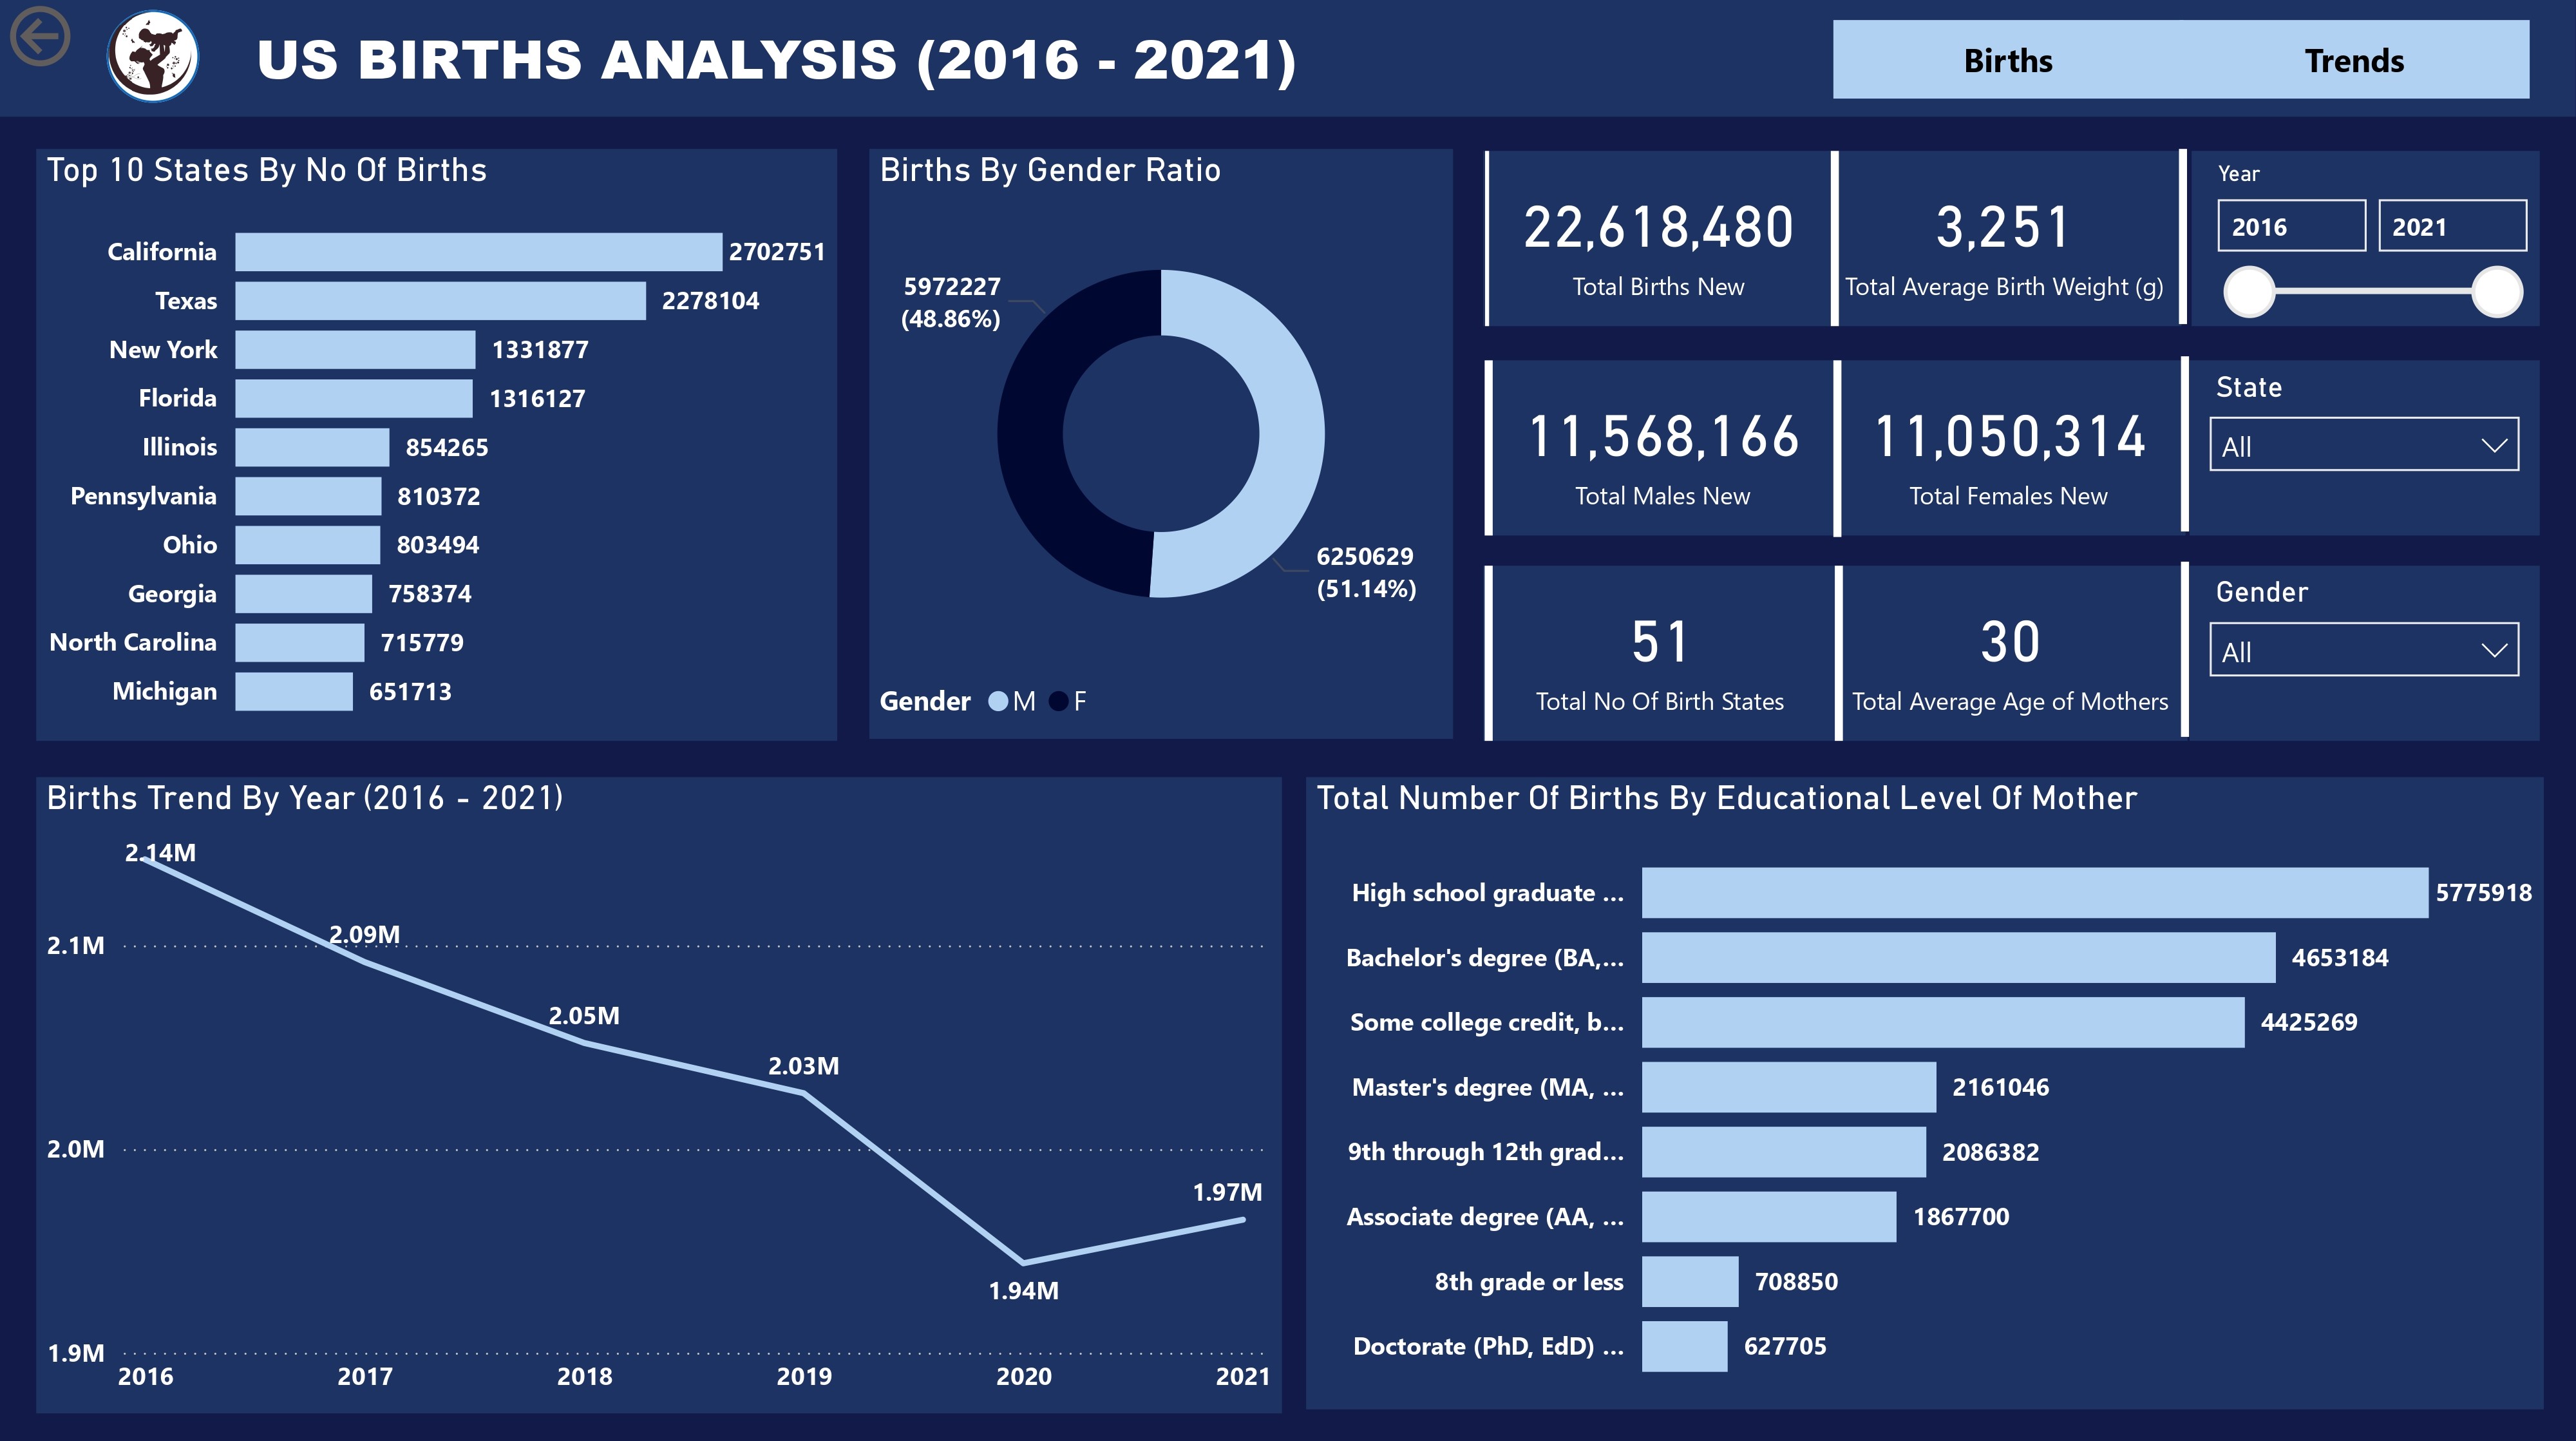 US BIRTHS ANALYSIS (2016 - 2021)
Births
Trends
Top 10 States By No Of Births
California 2702751
Texas 2278104
New York 1331877
Florida 1316127
Illinois 854265
Pennsylvania 810372
Ohio 803494
Georgia 758374
North Carolina 715779
Michigan 651713
Births By Gender Ratio
5972227
(48.86%)
6250629
(51.14%)
Gender M F
22,618,480
Total Births New
3,251
Total Average Birth Weight (g)
Year
2016
2021
11,568,166
Total Males New
11,050,314
Total Females New
State
All
51
Total No Of Birth States
30
Total Average Age of Mothers
Gender
All
Births Trend By Year (2016 - 2021)
2.14M
2.09M
2.1M
2.05M
2.03M
2.0M
1.97M
1.94M
1.9M
2016 2017 2018 2019 2020 2021
Total Number Of Births By Educational Level Of Mother
High school graduate ... 5775918
Bachelor's degree (BA,... 4653184
Some college credit, b... 4425269
Master's degree (MA, ... 2161046
9th through 12th grad... 2086382
Associate degree (AA, ... 1867700
8th grade or less 708850
Doctorate (PhD, EdD) ... 627705